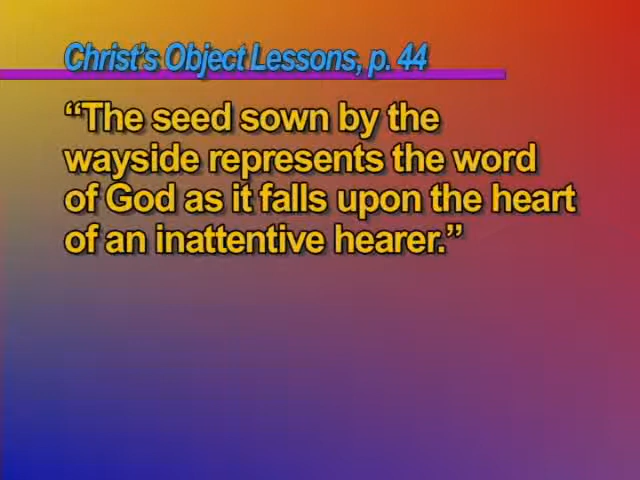 Christ's Object Lessons, p. 44
“The seed sown by the
wayside represents the word
of God as it falls upon the heart
of an inattentive hearer.”